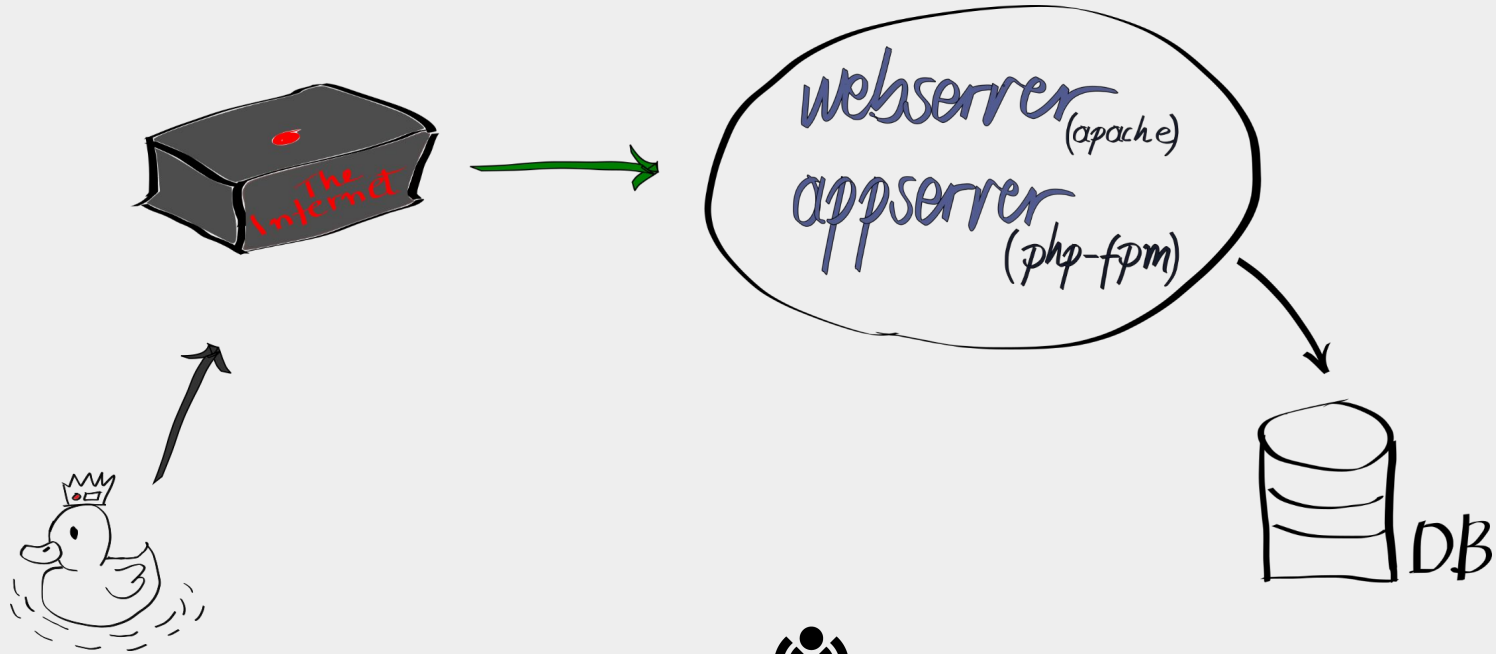 The
Internet
webserver
(apache)
appserver
(php-fpm)
DB